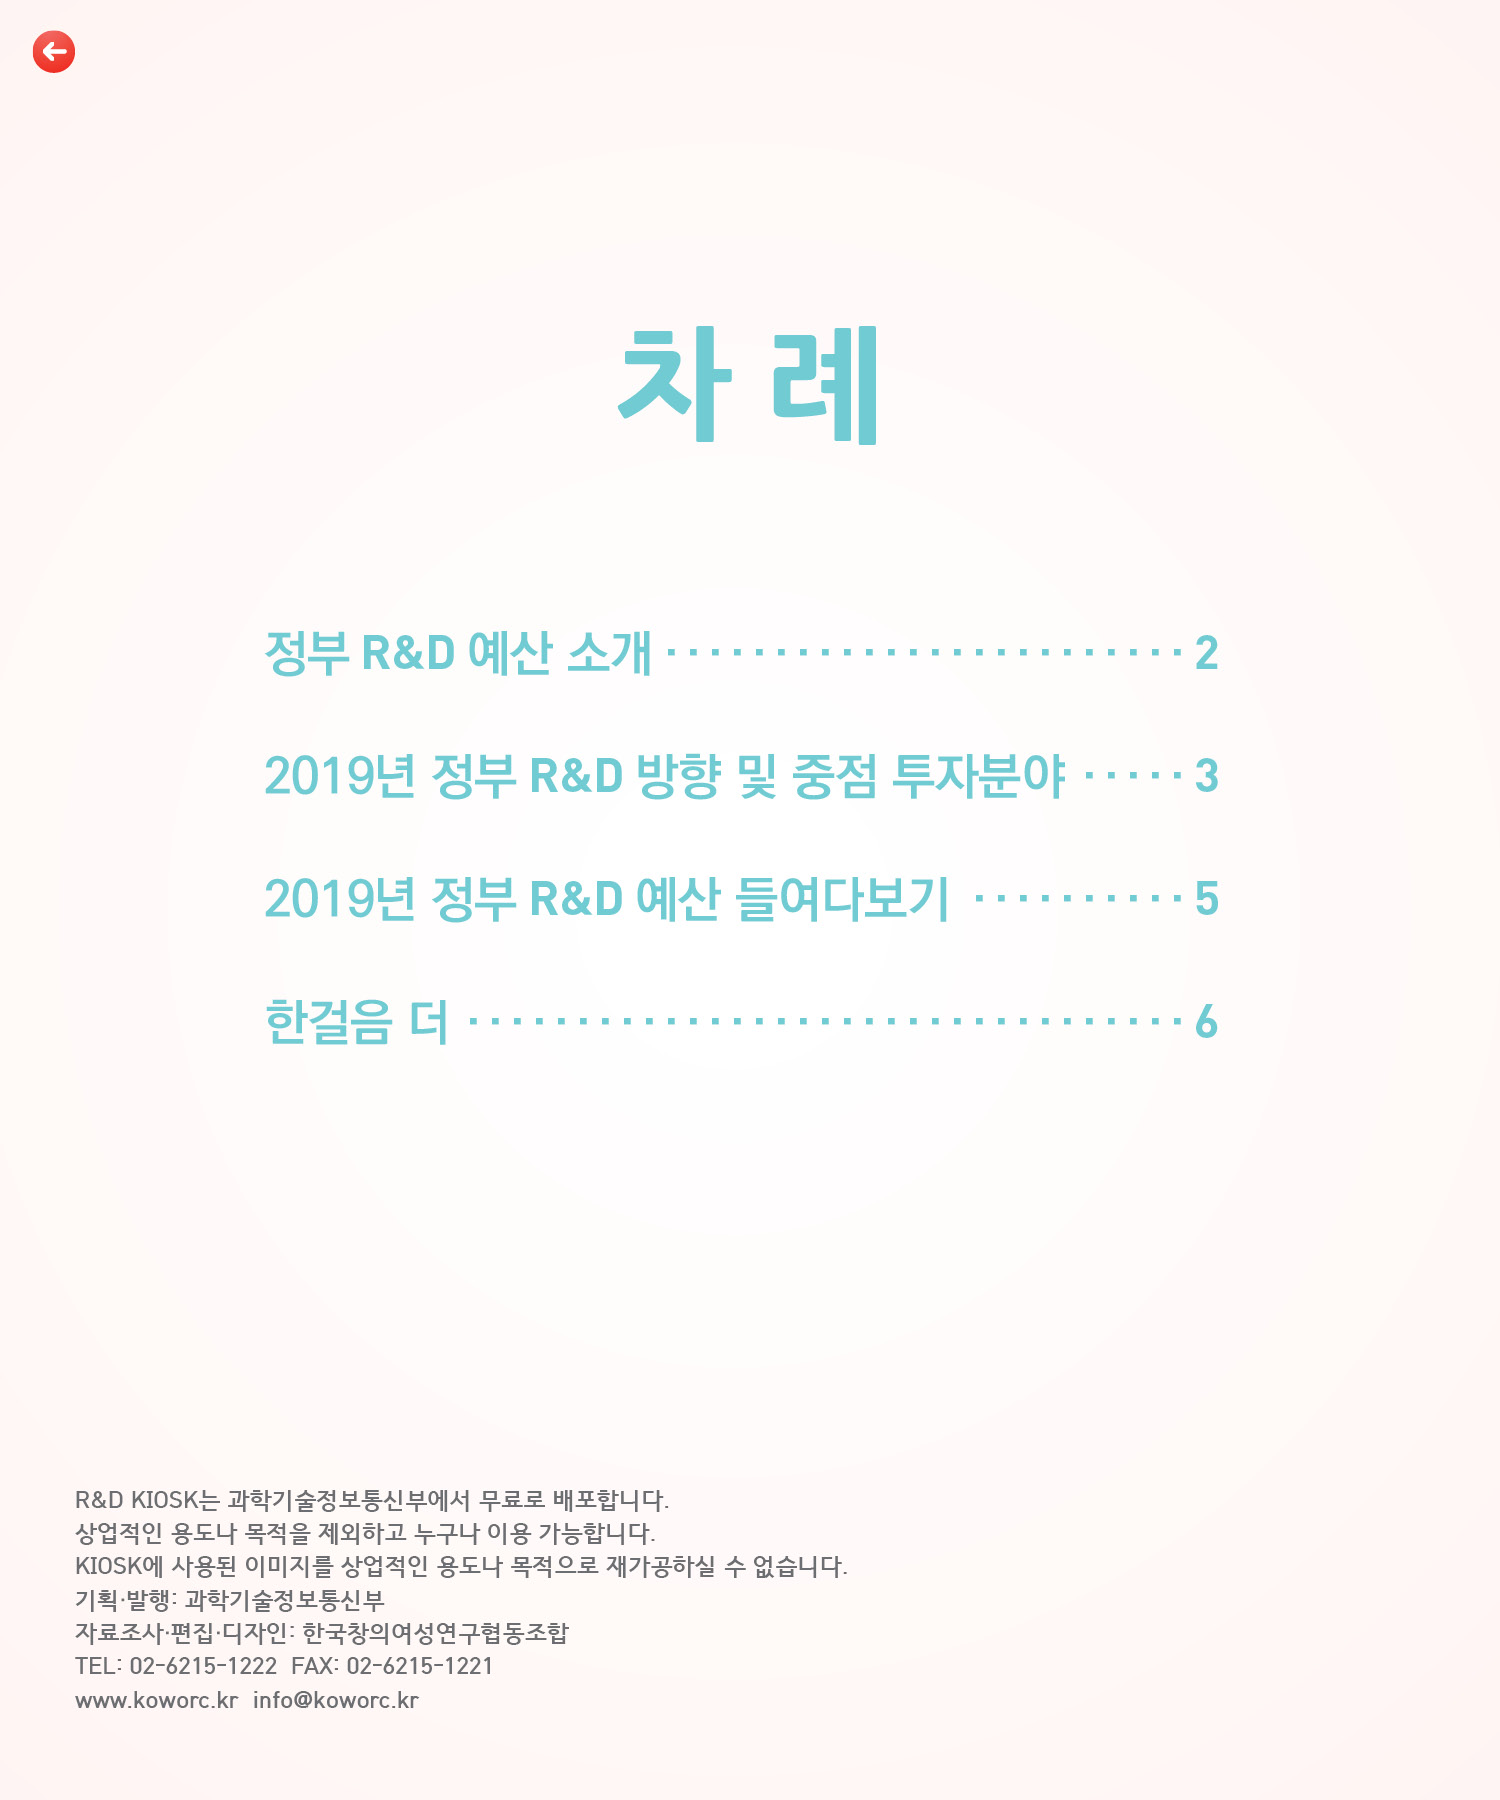 차 례
정부 R&D 예산 소개 ························ 2
2019년 정부 R&D 방향 및 중점 투자분야 ····· 3
2019년 정부 R&D 예산 들여다보기 ·········· 5
한걸음 더 ································· 6
R&D KIOSK는 과학기술정보통신부에서 무료로 배포합니다.
상업적인 용도나 목적을 제외하고 누구나 이용 가능합니다.
KIOSK에 사용된 이미지를 상업적인 용도나 목적으로 재가공하실 수 없습니다.
기획·발행: 과학기술정보통신부
자료조사·편집·디자인: 한국창의여성연구협동조합
TEL: 02-6215-1222 FAX: 02-6215-1221
www.koworc.kr info@koworc.kr